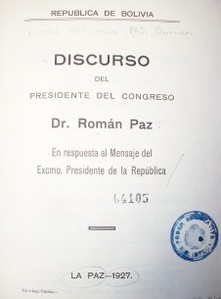 REPUBLICA DE BOLIVIA
DISCURSO
DEL
PRESIDENTE DEL CONGRESO
Dr. Román Paz
En respuesta al Mensaje del
Excmo. Presidente de la República
64105
LA PAZ—1927.